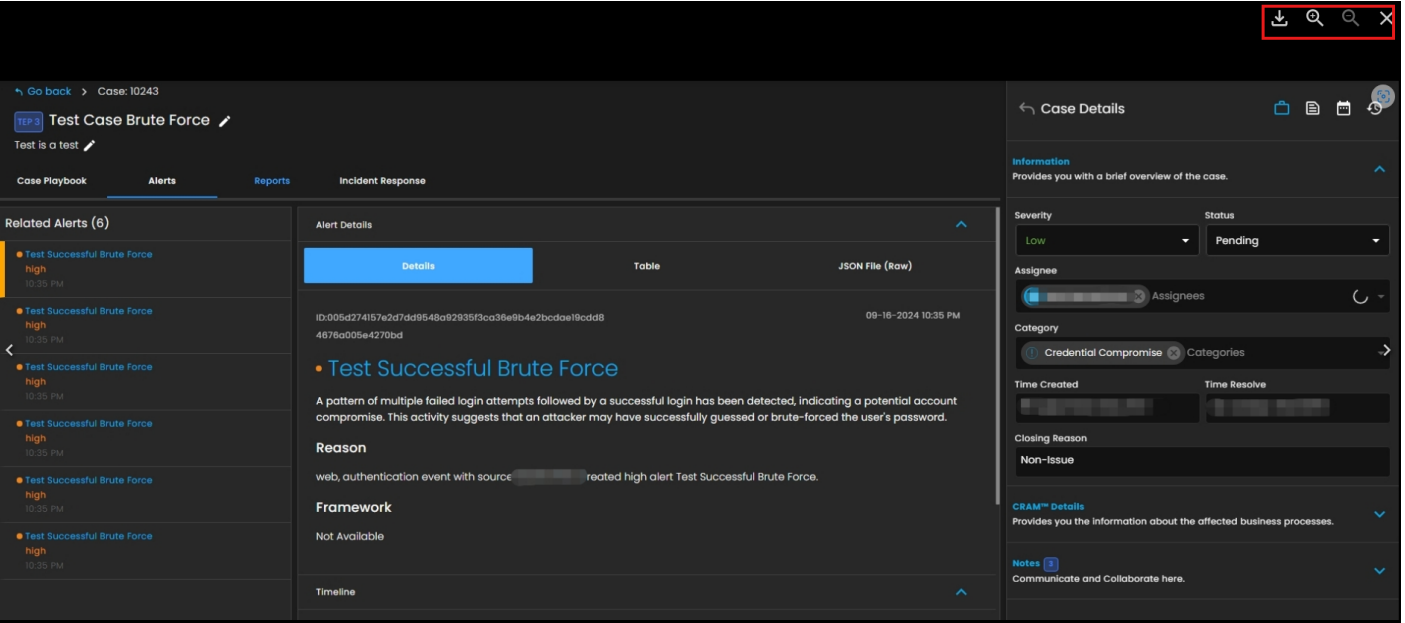 Go back > Case: 10243
TEP 3 Test Case Brute Force
Test is a test
Case Playbook Alerts Reports Incident Response
Related Alerts (6)
Test Successful Brute Force
high
10:35 PM
Test Successful Brute Force
high
10:35 PM
Test Successful Brute Force
high
10:35 PM
Test Successful Brute Force
high
10:35 PM
Test Successful Brute Force
high
10:35 PM
Test Successful Brute Force
high
10:35 PM
Alert Details
Details Table JSON File (Raw)
ID:005d274157e2d7dd9548a92935f3ca36e9b4e2bcdae19cdd8 09-16-2024 10:35 PM
4676a005e4270bd
Test Successful Brute Force
A pattern of multiple failed login attempts followed by a successful login has been detected, indicating a potential account
compromise. This activity suggests that an attacker may have successfully guessed or brute-forced the user's password.
Reason
web, authentication event with source reated high alert Test Successful Brute Force.
Framework
Not Available
Timeline
Case Details
Information
Provides you with a brief overview of the case.
Severity Status
Low Pending
Assignee
Assignees
Category
Credential Compromise Categories
Time Created Time Resolve
Closing Reason
Non-Issue
CRAM™ Details
Provides you the information about the affected business processes.
Notes 3
Communicate and Collaborate here.